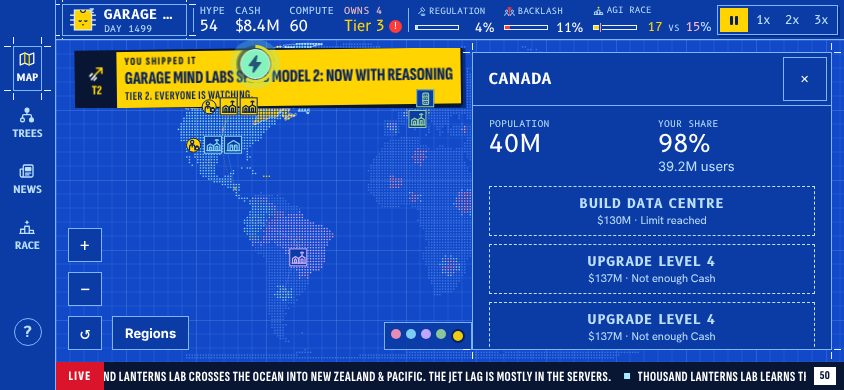 GARAGE ...
DAY 1499
HYPE
54
CASH
$8.4M
COMPUTE
60
OWNS 4
Tier 3
!
REGULATION
4%
BACKLASH
11%
AGI RACE
17 VS 15%
1x
2x
3x
MAP
TREES
NEWS
RACE
?
T2
YOU SHIPPED IT
GARAGE MIND LABS MODEL 2: NOW WITH REASONING
TIER 2. EVERYONE IS WATCHING.
+
−
↺
Regions
CANADA
×
POPULATION
40M
YOUR SHARE
98%
39.2M users
BUILD DATA CENTRE
$130M · Limit reached
UPGRADE LEVEL 4
$137M · Not enough Cash
UPGRADE LEVEL 4
$137M · Not enough Cash
LIVE
ND LANTERNS LAB CROSSES THE OCEAN INTO NEW ZEALAND & PACIFIC. THE JET LAG IS MOSTLY IN THE SERVERS. ■ THOUSAND LANTERNS LAB LEARNS
50